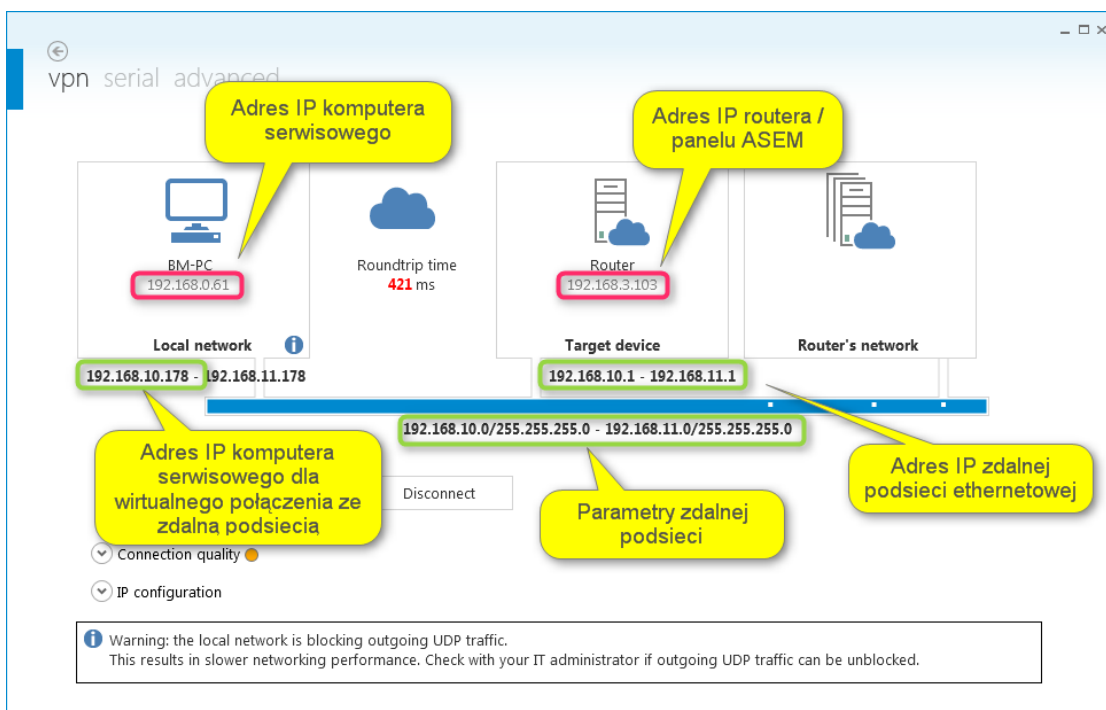 vpn serial advanced
Adres IP komputera
serwisowego
Adres IP routera /
panelu ASEM
BM-PC
192.168.0.61
Roundtrip time
421 ms
Router
192.168.3.103
Local network
Target device
Router's network
192.168.10.178 - 192.168.11.178
192.168.10.1 - 192.168.11.1
192.168.10.0/255.255.255.0 - 192.168.11.0/255.255.255.0
Adres IP komputera
serwisowego dla
wirtualnego połączenia ze
zdalną podsiecią
Disconnect
Parametry zdalnej
podsieci
Adres IP zdalnej
podsieci ethernetowej
Connection quality
IP configuration
Warning: the local network is blocking outgoing UDP traffic.
This results in slower networking performance. Check with your IT administrator if outgoing UDP traffic can be unblocked.